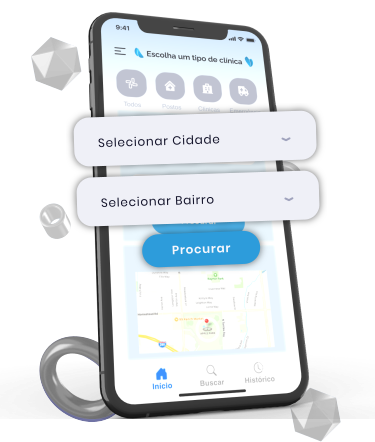 9:41
Escolha um tipo de clínica
Todos
Postos
Clínicas
Selecionar Cidade
Selecionar Bairro
Procurar
Início
Buscar
Histórico